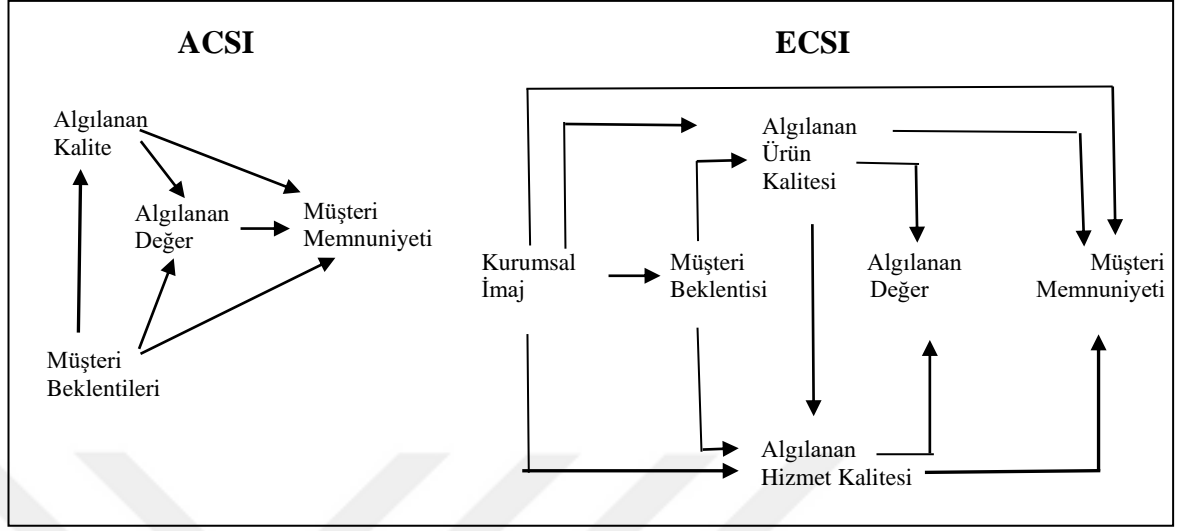 ACSI
Algılanan
Kalite
Algılanan
Değer
Müşteri
Memnuniyeti
Müşteri
Beklentileri
ECSI
Algılanan
Ürün
Kalitesi
Kurumsal
İmaj
Müşteri
Beklentisi
Algılanan
Değer
Müşteri
Memnuniyeti
Algılanan
Hizmet Kalitesi